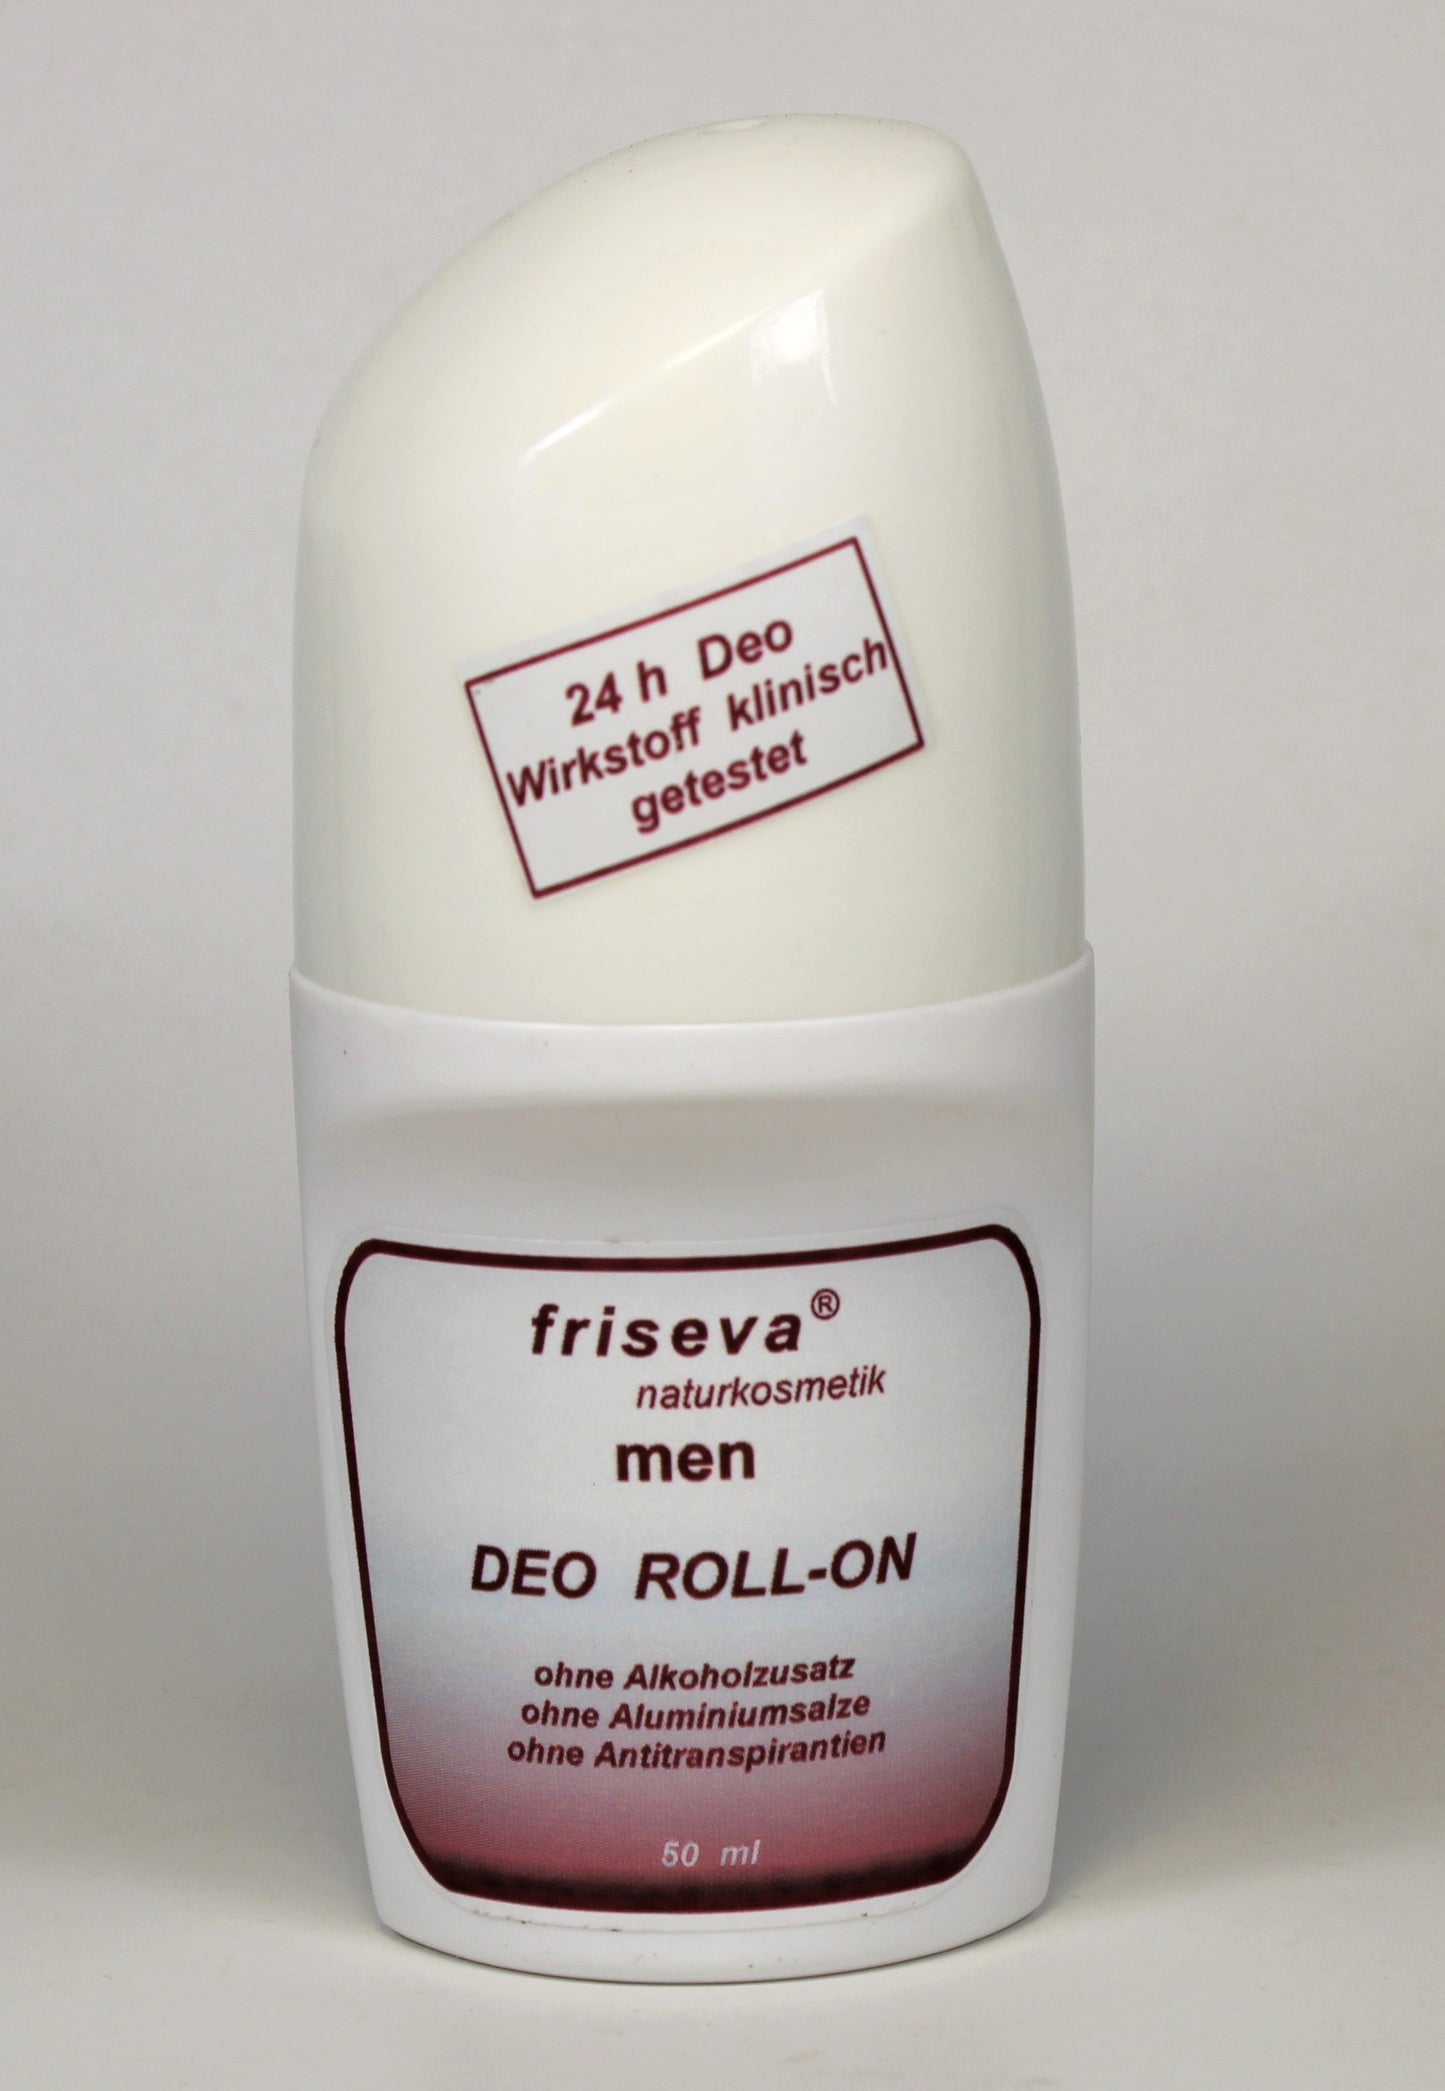 24 h Deo
Wirkstoff klinisch
getestet
friseva®
naturkosmetik
men
DEO ROLL-ON
ohne Alkoholzusatz
ohne Aluminiumsalze
ohne Antitranspirantien
50 ml